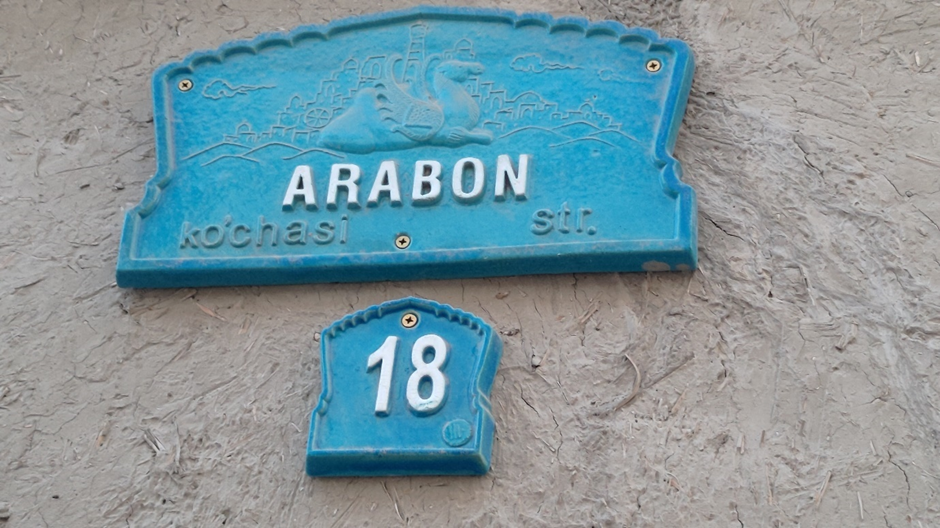 ARABON
ko'chasi str.
18